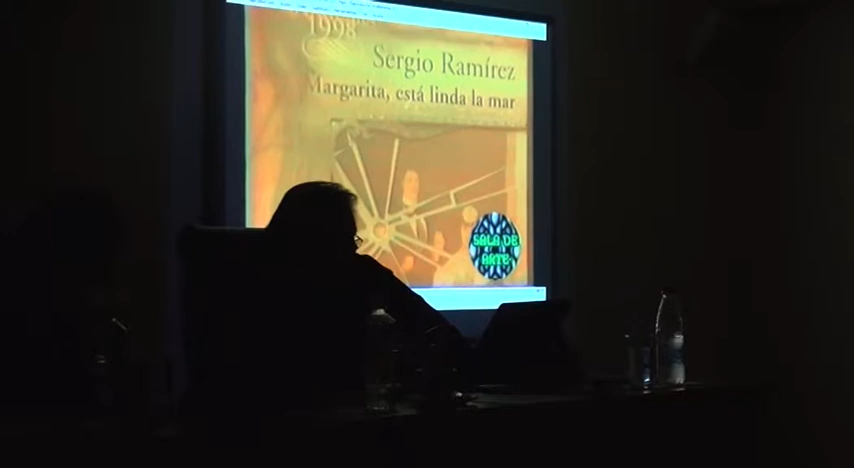 1998
Sergio Ramírez
Margarita, está linda la mar
SALA DE
ARTE